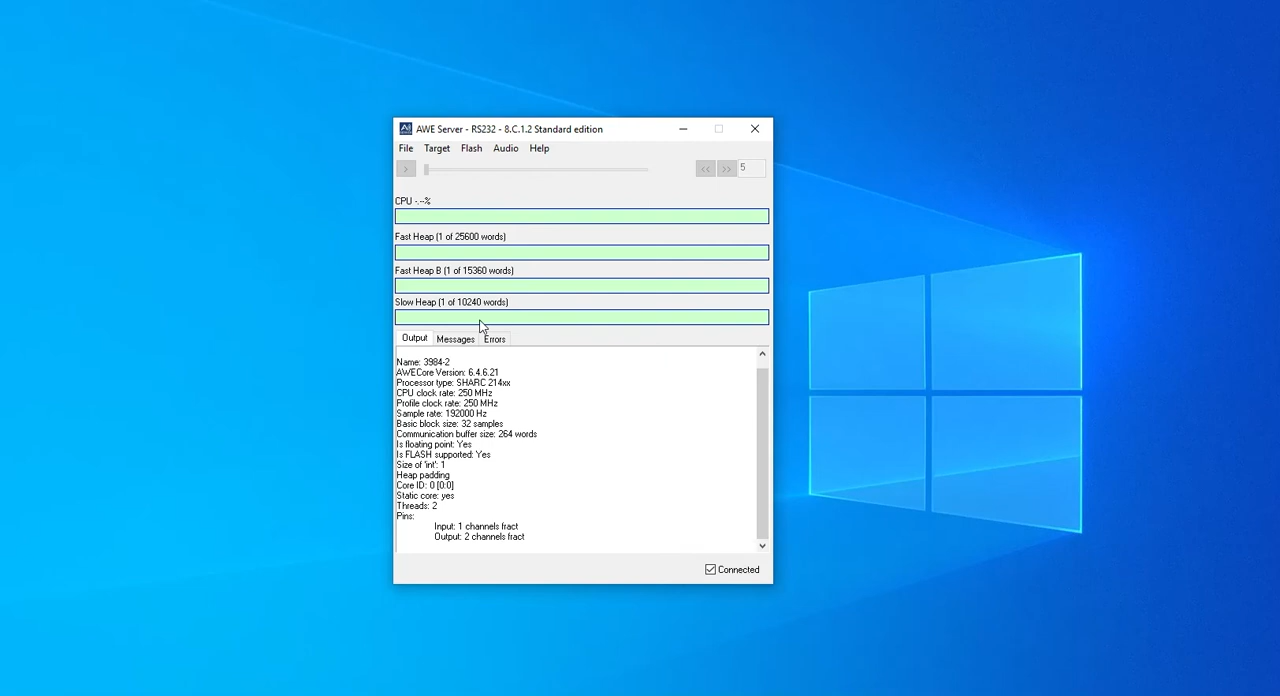 AWE Server - RS232 - 8.C.1.2 Standard edition
File Target Flash Audio Help
> << >> 5
CPU -.--%
Fast Heap (1 of 25600 words)
Fast Heap B (1 of 15360 words)
Slow Heap (1 of 10240 words)
Output Messages Errors
Name: 3984-2
AWECore Version: 6.4.6.21
Processor type: SHARC 214xx
CPU clock rate: 250 MHz
Profile clock rate: 250 MHz
Sample rate: 192000 Hz
Basic block size: 32 samples
Communication buffer size: 264 words
Is floating point: Yes
Is FLASH supported: Yes
Size of 'int': 1
Heap padding
Core ID: 0 [0:0]
Static core: yes
Threads: 2
Pins:
Input: 1 channels fract
Output: 2 channels fract
Connected